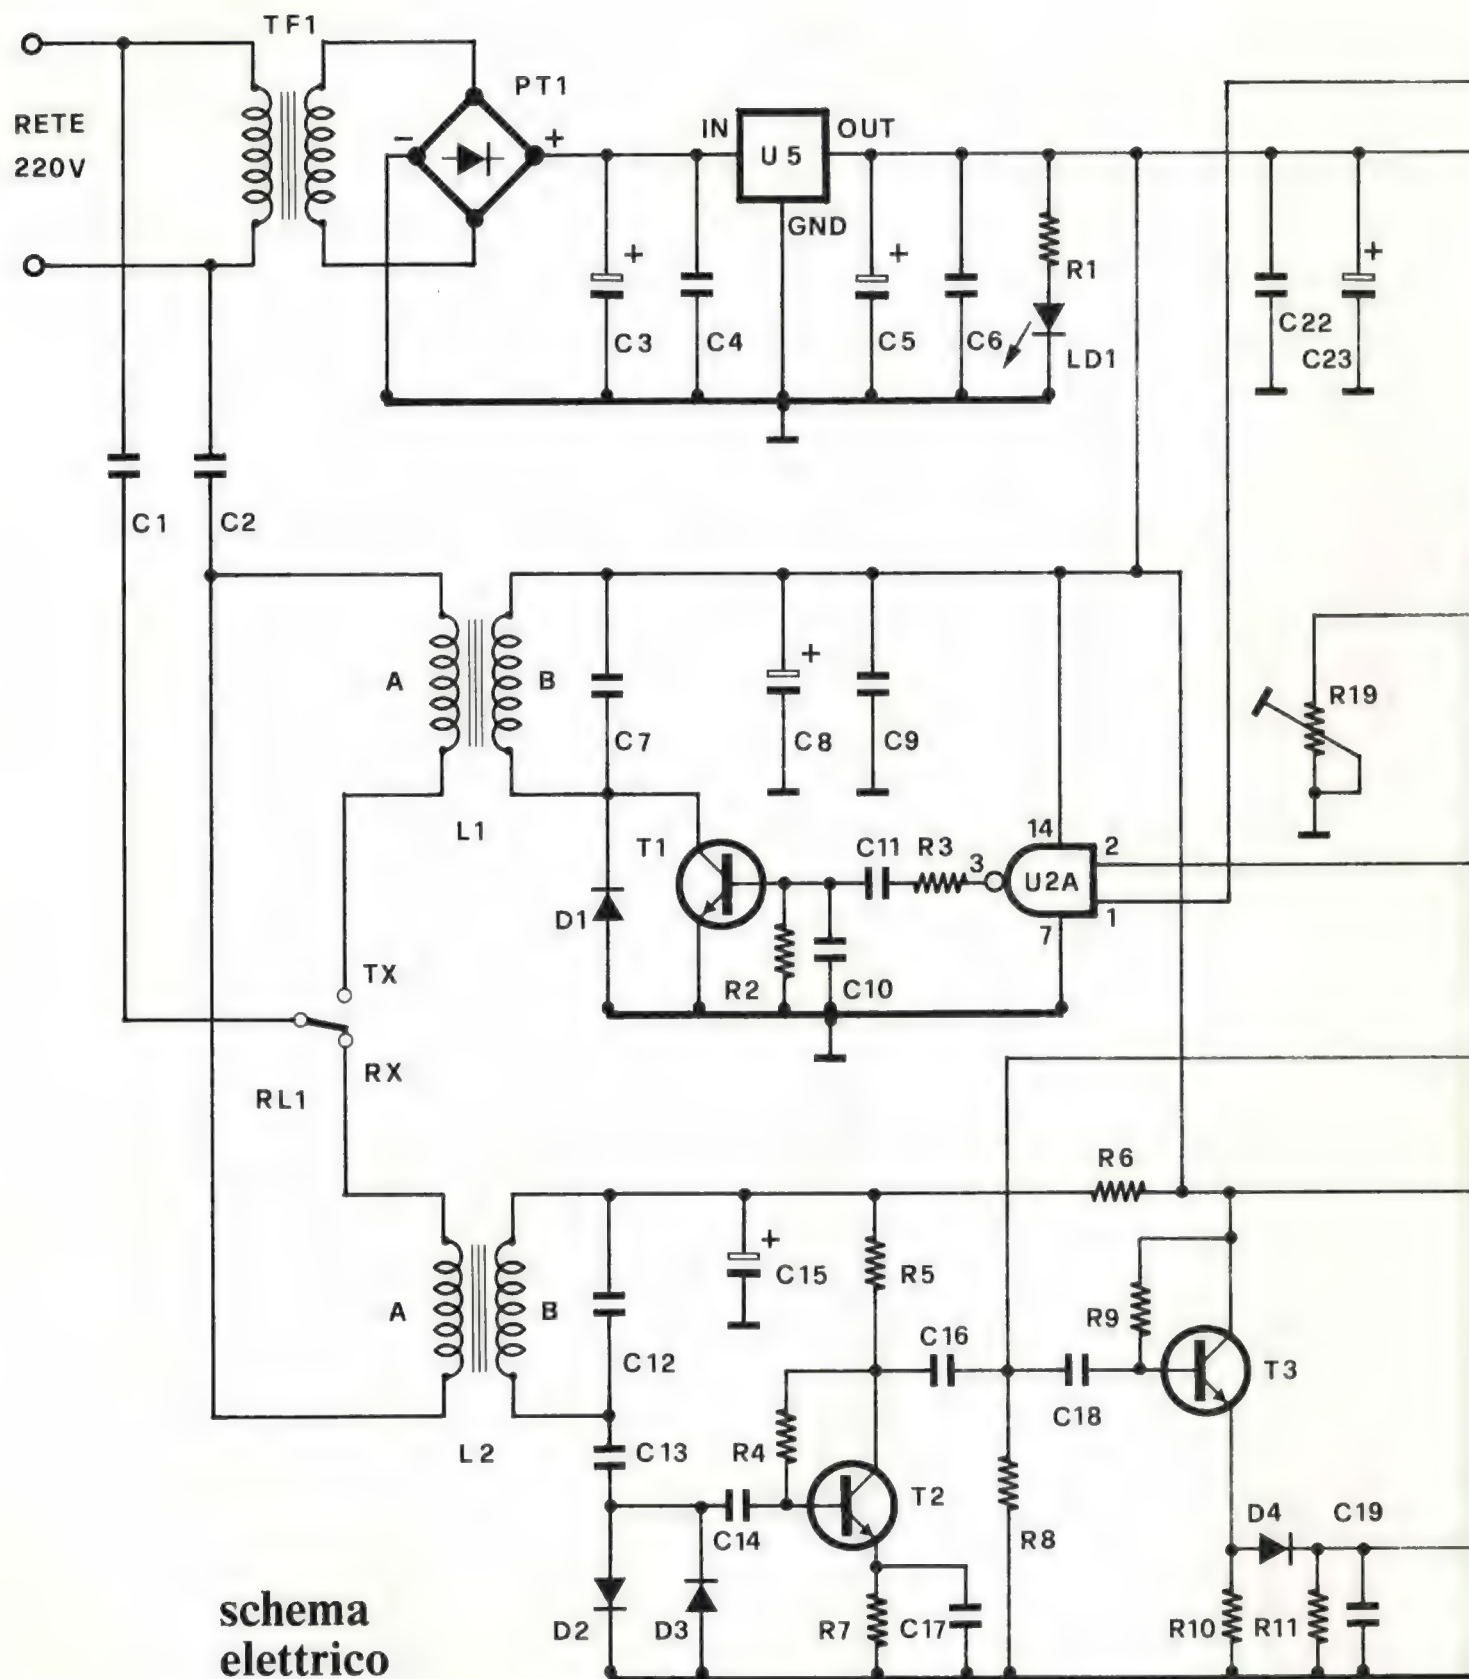 TF1
PT1
RETE
220V
−
+
IN
U5
OUT
GND
+
+
+
R1
C3
C4
C5
C6
LD1
C22
C23
C1
C2
A
B
+
R19
C7
C8
C9
L1
T1
C11
R3
3
14
2
U2A
1
7
D1
R2
C10
TX
RX
RL1
R6
+
C15
R5
A
B
R9
C16
C12
T3
C18
L2
C13
R4
T2
C14
R8
D4
C19
D2
D3
R7
C17
R10
R11
schema
elettrico